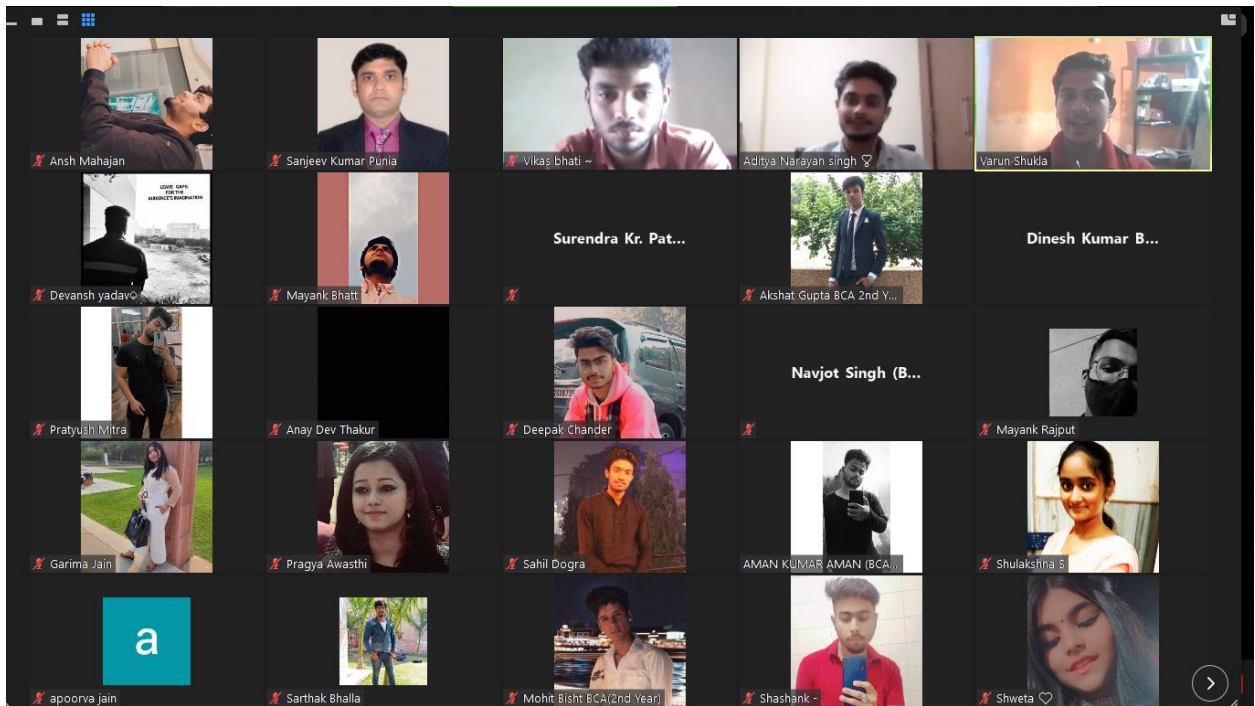 Ansh Mahajan
Sanjeev Kumar Punia
Vikas bhati ~
Aditya Narayan singh
Varun Shukla
LEAVE GAPS.
FOR THE
AUDIENCE'S IMAGINATION
Devansh yadav
Mayank Bhatt
Surendra Kr. Pat...
Akshat Gupta BCA 2nd Y...
Dinesh Kumar B...
Pratyush Mitra
Anay Dev Thakur
Deepak Chander
Navjot Singh (B...
Mayank Rajput
Garima Jain
Pragya Awasthi
Sahil Dogra
AMAN KUMAR AMAN (BCA...
Shulakshna S
a
apoorva jain
Sarthak Bhalla
Mohit Bisht BCA(2nd Year)
Shashank -
Shweta ♡